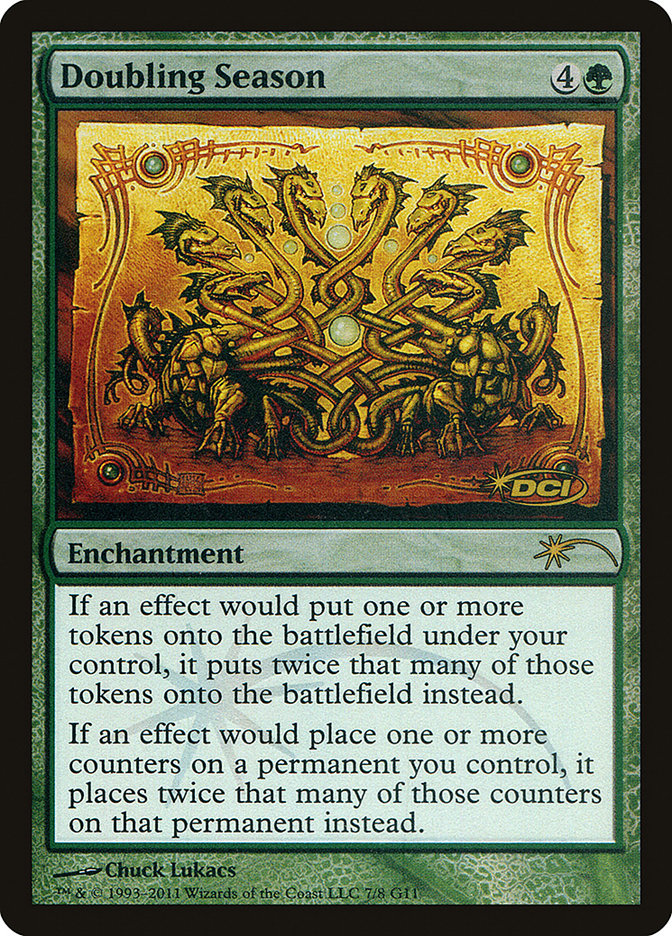 Doubling Season 4
DCI
Enchantment
If an effect would put one or more
tokens onto the battlefield under your
control, it puts twice that many of those
tokens onto the battlefield instead.
If an effect would place one or more
counters on a permanent you control, it
places twice that many of those counters
on that permanent instead.
Chuck Lukacs
™ & © 1993–2011 Wizards of the Coast LLC 7/8 G11